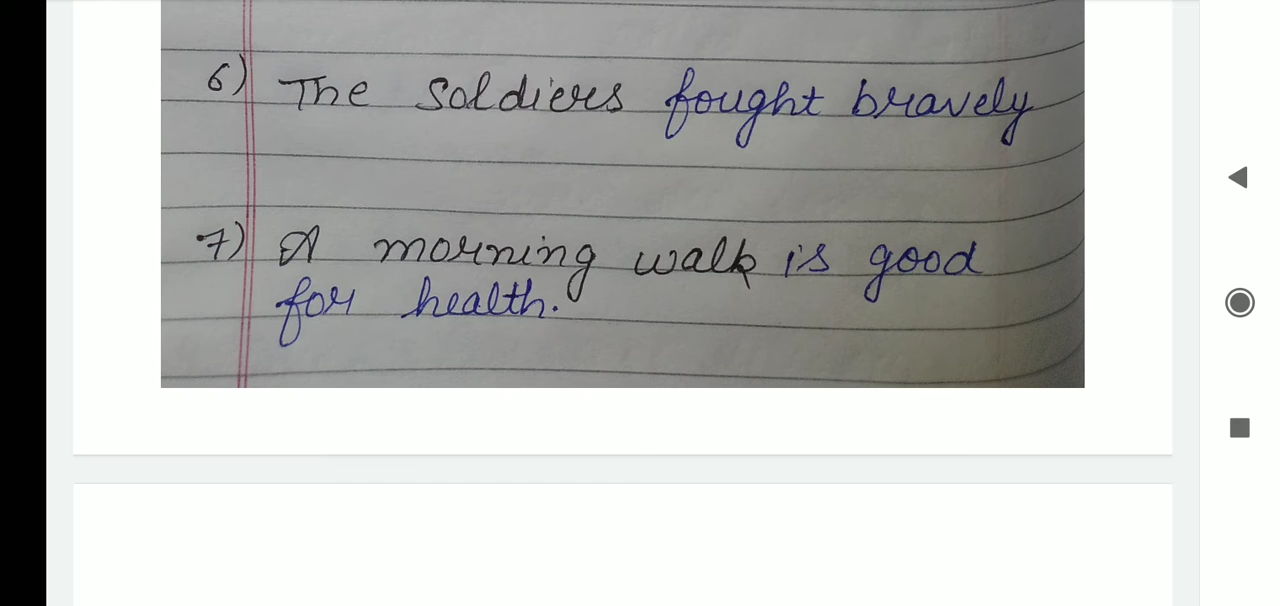 6) The Soldiers fought bravely
7) A morning walk is good
for health.